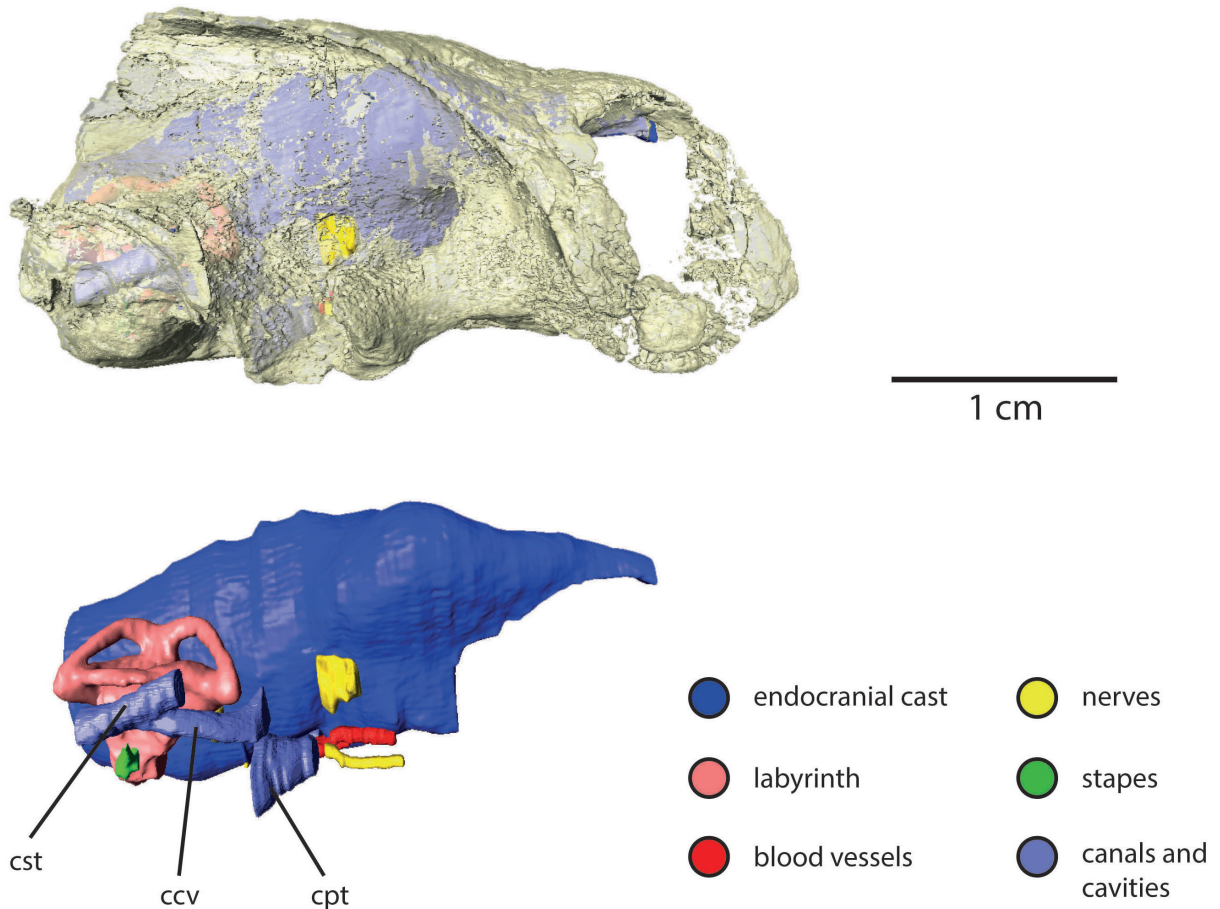 1 cm
endocranial cast
nerves
labyrinth
stapes
blood vessels
canals and
cavities
cst
ccv
cpt